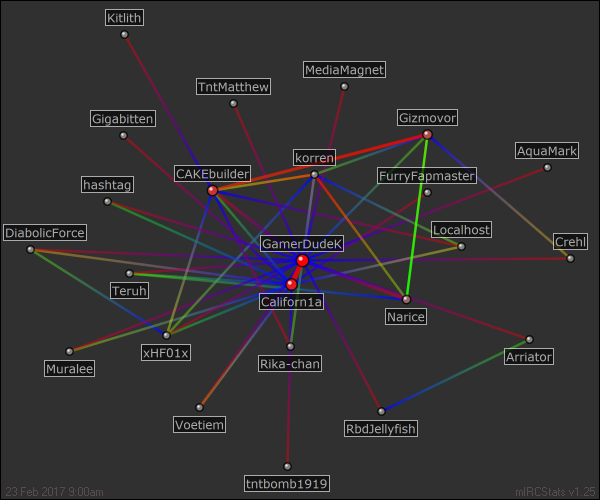 Kitlith
MediaMagnet
TntMatthew
Gigabitten
Gizmovor
korren
AquaMark
CAKEbuilder
FurryFapmaster
hashtag
DiabolicForce
Localhost
GamerDudeK
Crehl
Teruh
Californ1a
Narice
xHF01x
Rika-chan
Arriator
Muralee
Voetiem
RbdJellyfish
tntbomb1919
23 Feb 2017 9:00am
mIRCStats v1.25